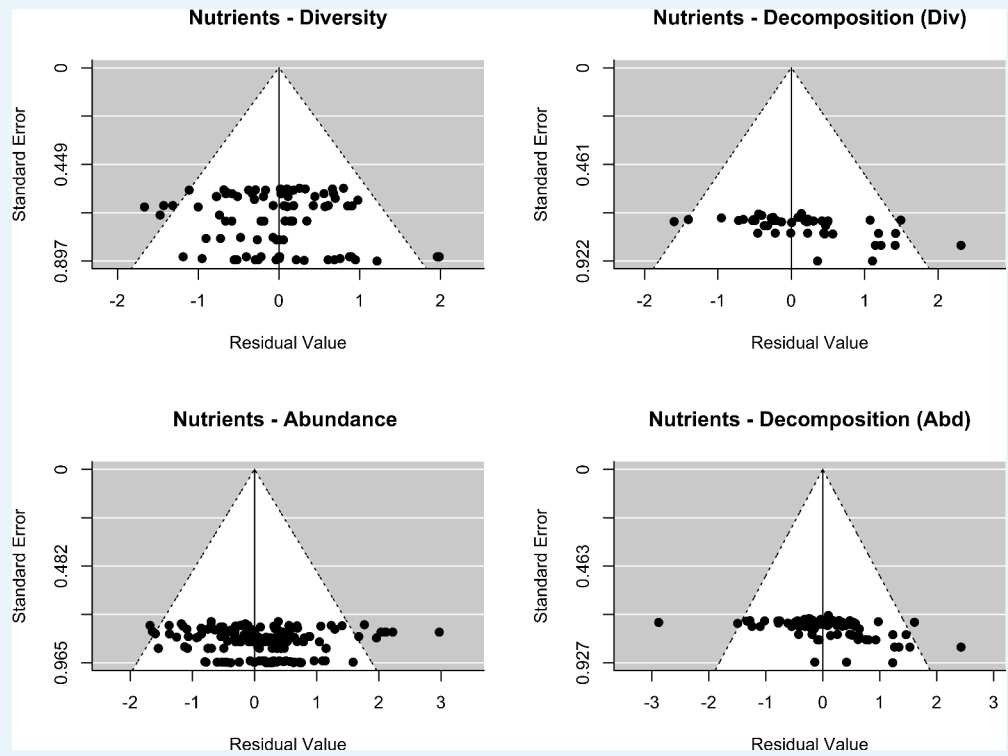 Nutrients - Diversity
Standard Error
0
0.449
0.897
-2 -1 0 1 2
Residual Value
Nutrients - Decomposition (Div)
Standard Error
0
0.461
0.922
-2 -1 0 1 2
Residual Value
Nutrients - Abundance
Standard Error
0
0.482
0.965
-2 -1 0 1 2 3
Residual Value
Nutrients - Decomposition (Abd)
Standard Error
0
0.463
0.927
-3 -2 -1 0 1 2 3
Residual Value